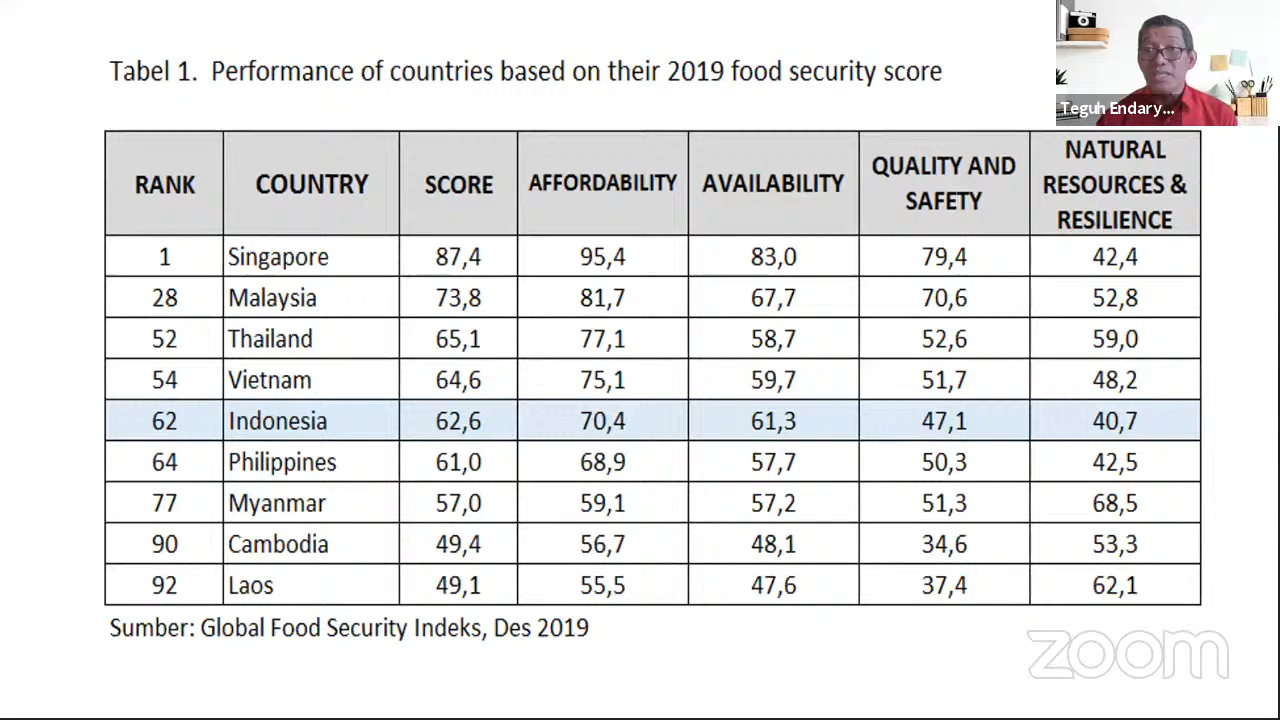 Tabel 1. Performance of countries based on their 2019 food security score
Teguh Endary...
RANK COUNTRY SCORE AFFORDABILITY AVAILABILITY QUALITY AND SAFETY NATURAL RESOURCES & RESILIENCE
1 Singapore 87,4 95,4 83,0 79,4 42,4
28 Malaysia 73,8 81,7 67,7 70,6 52,8
52 Thailand 65,1 77,1 58,7 52,6 59,0
54 Vietnam 64,6 75,1 59,7 51,7 48,2
62 Indonesia 62,6 70,4 61,3 47,1 40,7
64 Philippines 61,0 68,9 57,7 50,3 42,5
77 Myanmar 57,0 59,1 57,2 51,3 68,5
90 Cambodia 49,4 56,7 48,1 34,6 53,3
92 Laos 49,1 55,5 47,6 37,4 62,1
Sumber: Global Food Security Indeks, Des 2019
zoom